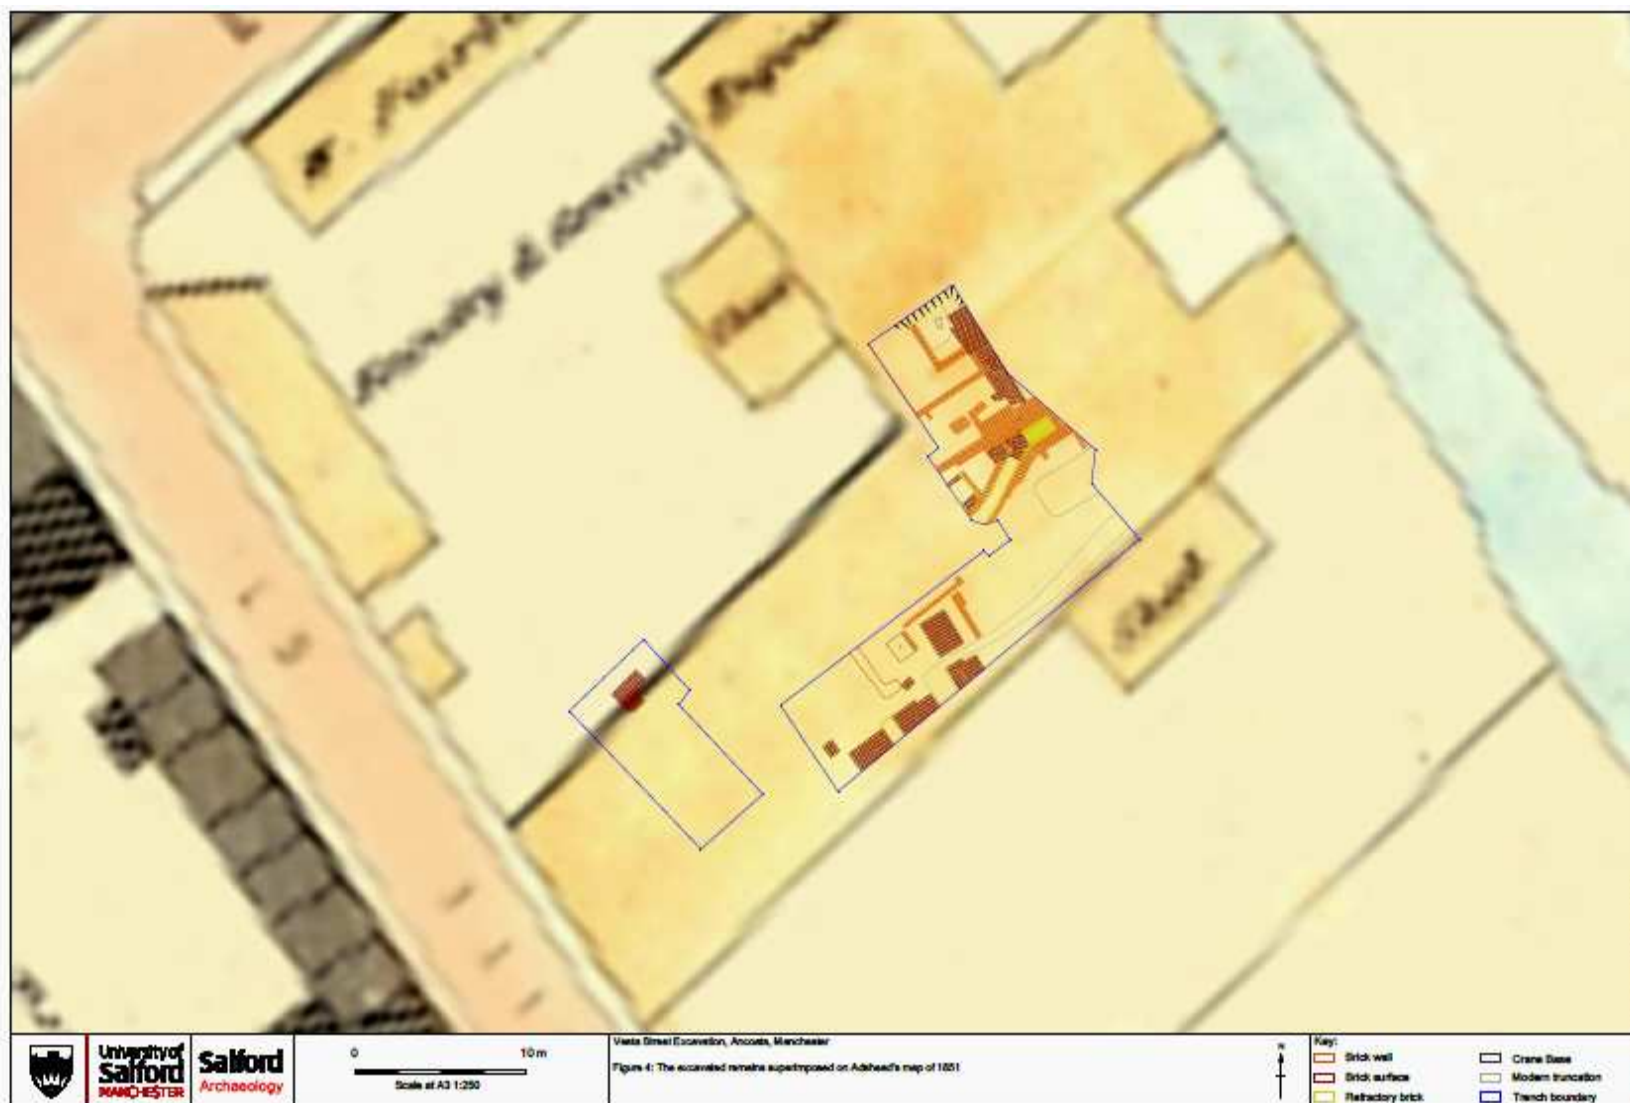 Foundry & General
Shed
Shed
L
S
University of
Salford
MANCHESTER
Salford
Archaeology
0 10 m
Scale at A3 1:250
Vesta Street Excavation, Ancoats, Manchester
Figure 4: The excavated remains superimposed on Adshead's map of 1851
N
Key:
Brick wall
Brick surface
Refractory brick
Crane Base
Modern truncation
Trench boundary